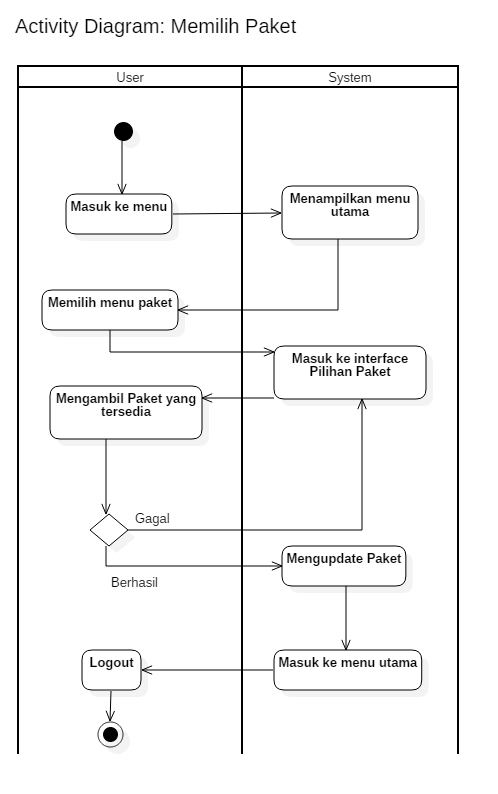 Activity Diagram: Memilih Paket
User
System
Masuk ke menu
Menampilkan menu
utama
Memilih menu paket
Masuk ke interface
Pilihan Paket
Mengambil Paket yang
tersedia
Gagal
Berhasil
Mengupdate Paket
Masuk ke menu utama
Logout